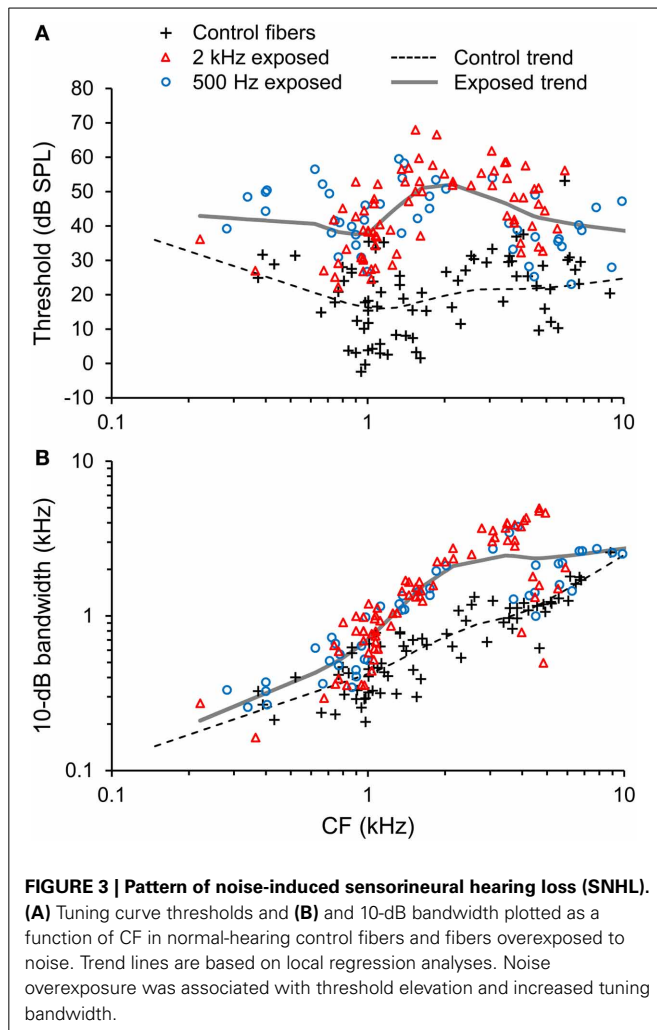 A
Control fibers
2 kHz exposed
500 Hz exposed
Control trend
Exposed trend
Threshold (dB SPL)
80
70
60
50
40
30
20
10
0
-10
0.1
1
10
B
10-dB bandwidth (kHz)
10
1
0.1
0.1
1
10
CF (kHz)
FIGURE 3 | Pattern of noise-induced sensorineural hearing loss (SNHL).
(A) Tuning curve thresholds and (B) and 10-dB bandwidth plotted as a
function of CF in normal-hearing control fibers and fibers overexposed to
noise. Trend lines are based on local regression analyses. Noise
overexposure was associated with threshold elevation and increased tuning
bandwidth.